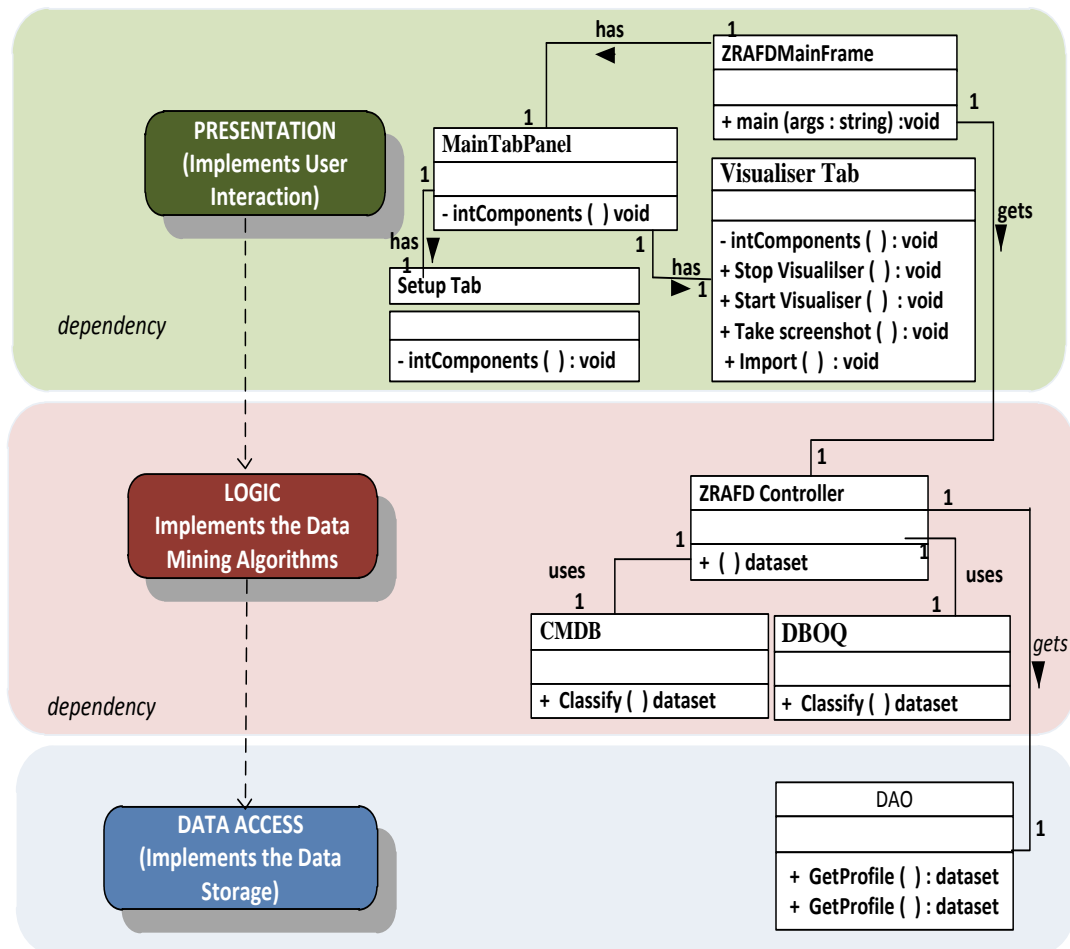 has
1
ZRAFDMainFrame
+ main (args : string) :void
1
PRESENTATION
(Implements User
Interaction)
1
MainTabPanel
- intComponents ( ) void
1
1
has
1
Setup Tab
- intComponents ( ) : void
has
1
Visualiser Tab
- intComponents ( ) : void
+ Stop Visualilser ( ) : void
+ Start Visualiser ( ) : void
+ Take screenshot ( ) : void
+ Import ( ) : void
gets
dependency
1
LOGIC
Implements the Data
Mining Algorithms
ZRAFD Controller
+ ( ) dataset
1
1
1
uses
1
uses
1
CMDB
+ Classify ( ) dataset
DBOQ
+ Classify ( ) dataset
gets
dependency
DATA ACCESS
(Implements the Data
Storage)
DAO
1
+ GetProfile ( ) : dataset
+ GetProfile ( ) : dataset